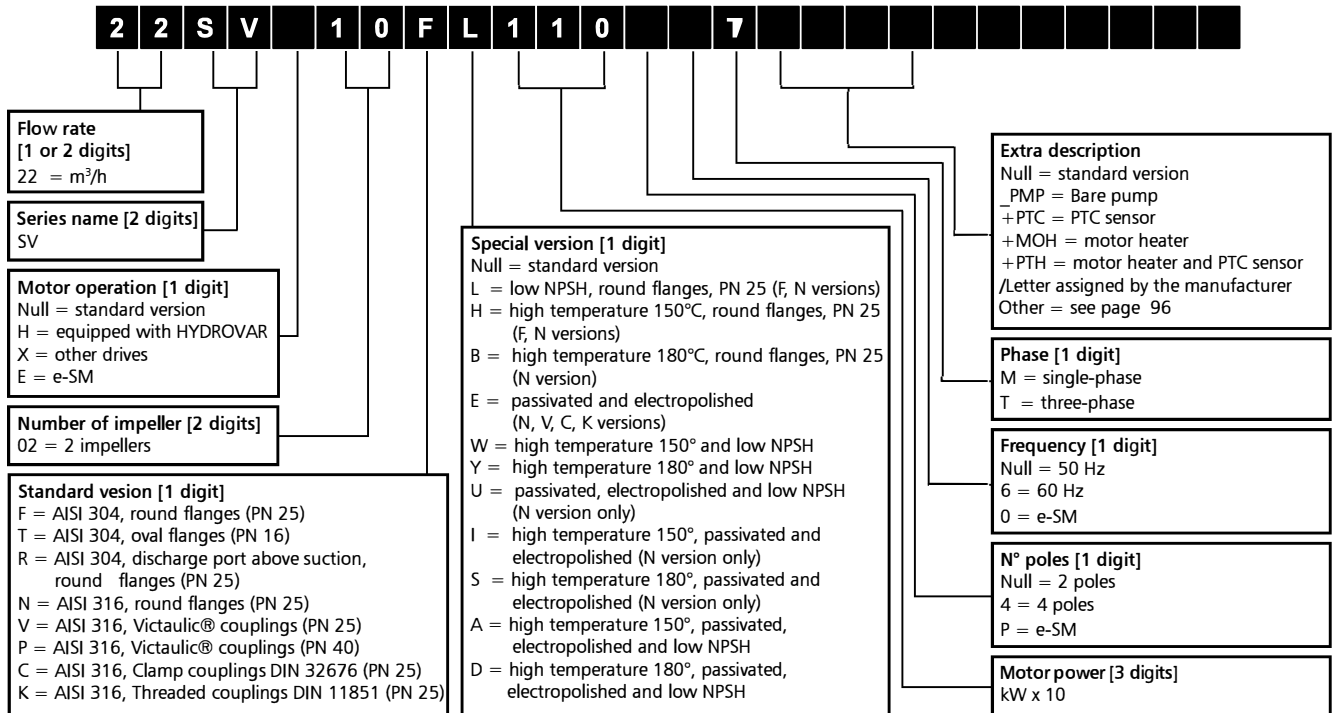 2 2 S V 1 0 F L 1 1 0 7
Flow rate
[1 or 2 digits]
22 = m³/h
Series name [2 digits]
SV
Motor operation [1 digit]
Null = standard version
H = equipped with HYDROVAR
X = other drives
E = e-SM
Number of impeller [2 digits]
02 = 2 impellers
Standard vesion [1 digit]
F = AISI 304, round flanges (PN 25)
T = AISI 304, oval flanges (PN 16)
R = AISI 304, discharge port above suction,
round flanges (PN 25)
N = AISI 316, round flanges (PN 25)
V = AISI 316, Victaulic® couplings (PN 25)
P = AISI 316, Victaulic® couplings (PN 40)
C = AISI 316, Clamp couplings DIN 32676 (PN 25)
K = AISI 316, Threaded couplings DIN 11851 (PN 25)
Special version [1 digit]
Null = standard version
L = low NPSH, round flanges, PN 25 (F, N versions)
H = high temperature 150°C, round flanges, PN 25
(F, N versions)
B = high temperature 180°C, round flanges, PN 25
(N version)
E = passivated and electropolished
(N, V, C, K versions)
W = high temperature 150° and low NPSH
Y = high temperature 180° and low NPSH
U = passivated, electropolished and low NPSH
(N version only)
I = high temperature 150°, passivated and
electropolished (N version only)
S = high temperature 180°, passivated and
electropolished (N version only)
A = high temperature 150°, passivated,
electropolished and low NPSH
D = high temperature 180°, passivated,
electropolished and low NPSH
Extra description
Null = standard version
_PMP = Bare pump
+PTC = PTC sensor
+MOH = motor heater
+PTH = motor heater and PTC sensor
/Letter assigned by the manufacturer
Other = see page 96
Phase [1 digit]
M = single-phase
T = three-phase
Frequency [1 digit]
Null = 50 Hz
6 = 60 Hz
0 = e-SM
N° poles [1 digit]
Null = 2 poles
4 = 4 poles
P = e-SM
Motor power [3 digits]
kW x 10